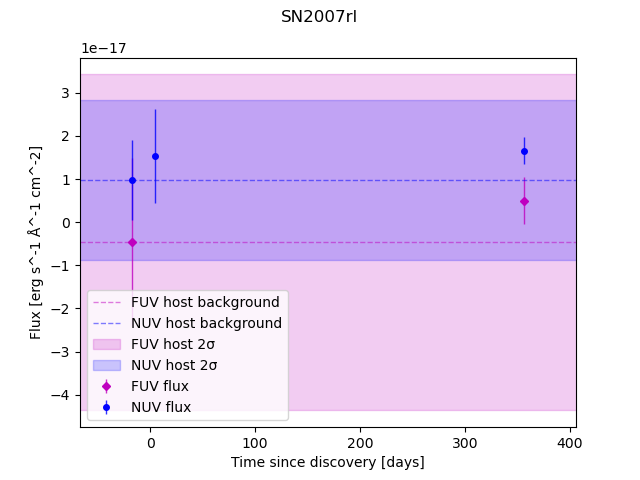 SN2007rl
1e−17
3
2
1
0
−1
−2
−3
−4
Flux [erg s^-1 Å^-1 cm^-2]
FUV host background
NUV host background
FUV host 2σ
NUV host 2σ
FUV flux
NUV flux
0
100
200
300
400
Time since discovery [days]